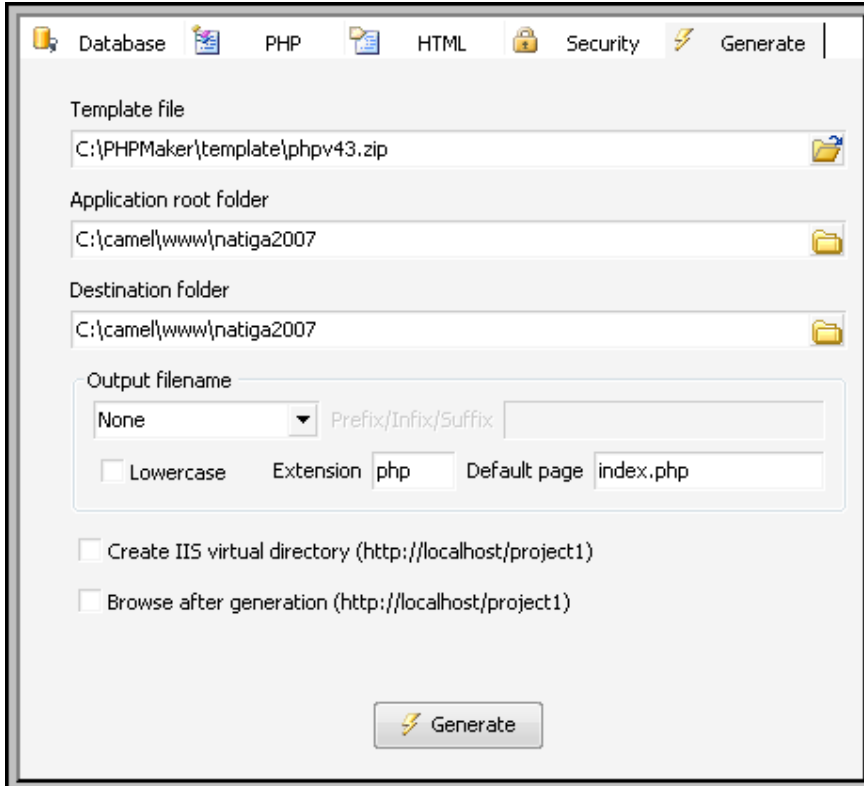 Database PHP HTML Security Generate
Template file
C:\PHPMaker\template\phpv43.zip
Application root folder
C:\camel\www\natiga2007
Destination folder
C:\camel\www\natiga2007
Output filename
None Prefix/Infix/Suffix
Lowercase Extension php Default page index.php
Create IIS virtual directory (http://localhost/project1)
Browse after generation (http://localhost/project1)
Generate